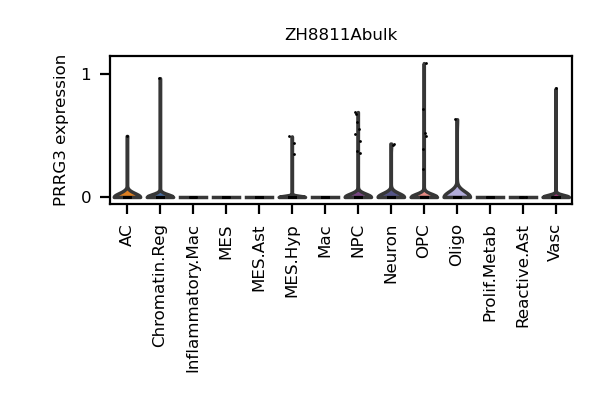 ZH8811Abulk
PRRG3 expression
1
0
AC
Chromatin.Reg
Inflammatory.Mac
MES
MES.Ast
MES.Hyp
Mac
NPC
Neuron
OPC
Oligo
Prolif.Metab
Reactive.Ast
Vasc